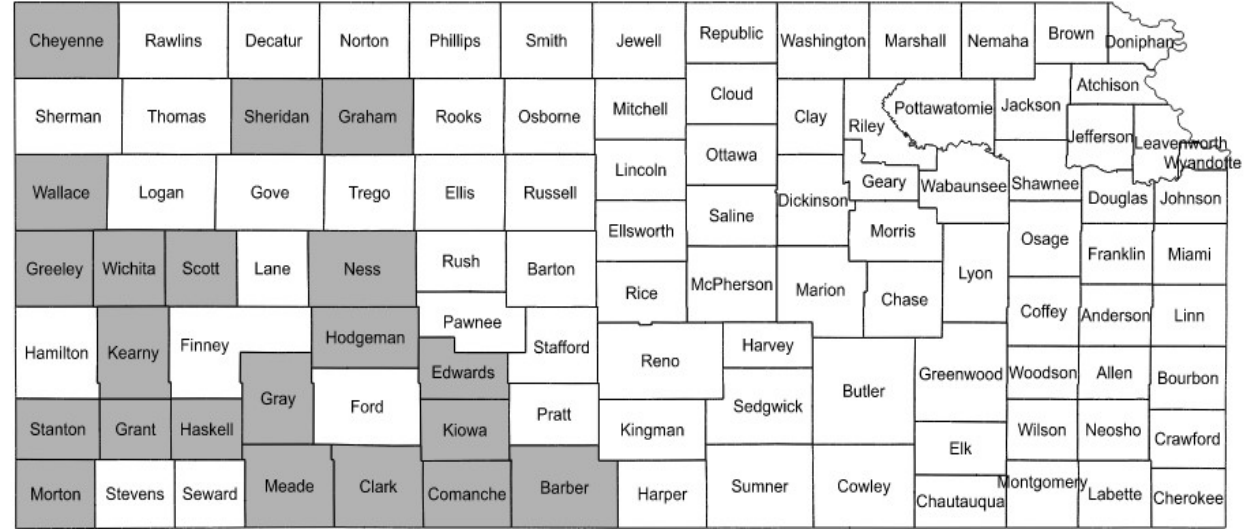 Cheyenne
Rawlins
Decatur
Norton
Phillips
Smith
Jewell
Republic
Washington
Marshall
Nemaha
Brown
Doniphan
Sherman
Thomas
Sheridan
Graham
Rooks
Osborne
Mitchell
Cloud
Clay
Riley
Pottawatomie
Jackson
Atchison
Jefferson
Leavenworth
Wyandotte
Wallace
Logan
Gove
Trego
Ellis
Russell
Lincoln
Ottawa
Saline
Dickinson
Geary
Wabaunsee
Shawnee
Douglas
Johnson
Greeley
Wichita
Scott
Lane
Ness
Rush
Barton
Ellsworth
Rice
McPherson
Marion
Morris
Chase
Lyon
Osage
Franklin
Miami
Hamilton
Kearny
Finney
Hodgeman
Pawnee
Edwards
Stafford
Reno
Harvey
Sedgwick
Butler
Greenwood
Coffey
Anderson
Linn
Woodson
Allen
Bourbon
Stanton
Grant
Haskell
Gray
Ford
Kiowa
Pratt
Kingman
Elk
Wilson
Neosho
Crawford
Morton
Stevens
Seward
Meade
Clark
Comanche
Barber
Harper
Sumner
Cowley
Chautauqua
Montgomery
Labette
Cherokee